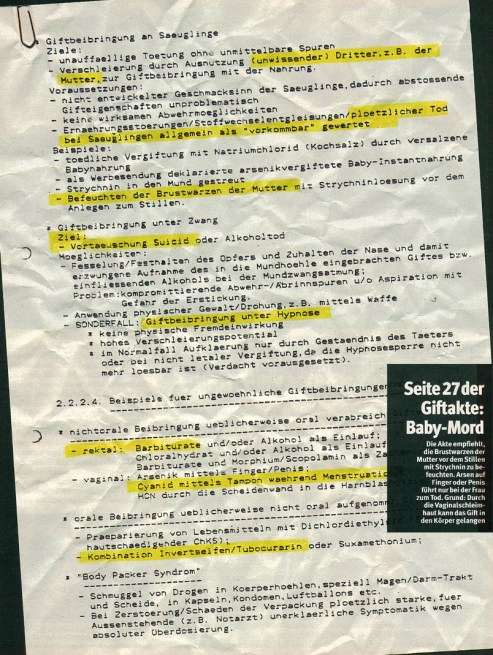 * Giftbeibringung an Saeuglinge
Ziele:
- unauffaellige Toetung ohne unmittelbare Spuren
- Verschleierung durch Ausnutzung (unwissender) Dritter,z.B. der
Mutter,zur Giftbeibringung mit der Nahrung.
Voraussetzungen:
- nicht entwickelter Geschmacksinn der Saeuglinge,dadurch abstossende
Gifteigenschaften unproblematisch
- keine wirksamen Abwehrmoeglichkeiten
- Ernaehrungsstoerungen/Stoffwechselentgleisungen/ploetzlicher Tod
bei Saeuglingen allgemein als "vorkommbar" gewertet
Beispiele:
- toedliche Vergiftung mit Natriumchlorid (Kochsalz) durch versalzene
Babynahrung
- als Werbesendung deklarierte arsenikvergiftete Baby-Instantnahrung
- Strychnin in den Mund gestreut
- Befeuchten der Brustwarzen der Mutter mit Strychninloesung vor dem
Anlegen zum Stillen.
* Giftbeibringung unter Zwang
Ziel:
- Vortaeuschung Suicid oder Alkoholtod
Moeglichkeiten:
- Fesselung/Festhalten des Opfers und Zuhalten der Nase und damit
erzwungene Aufnahme des in die Mundhoehle eingebrachten Giftes bzw.
einfliessenden Alkohols bei der Mundzwangsatmung;
Problem:kompromittierende Abwehr-/Abrinnspuren u/o Aspiration mit
Gefahr der Erstickung.
- Anwendung physischer Gewalt/Drohung,z.B. mittels Waffe
- SONDERFALL: Giftbeibringung unter Hypnose
* keine physische Fremdeinwirkung
* hohes Verschleierungspotential
* im Normalfall Aufklaerung nur durch Gestaendnis des Taeters
oder bei nicht letaler Vergiftung,da die Hypnosesperre nicht
mehr loesbar ist (Verdacht vorausgesetzt).
2.2.2.4. Beispiele fuer ungewoehnliche Giftbeibringungen
* nichtorale Beibringung ueblicherweise oral verabreich
- rektal: Barbiturate und/oder Alkohol als Einlauf;
Chloralhydrat und/oder Alkohol als Einlauf
Barbiturate und Morphium/Scopolamin als
- vaginal: Arsenik mittels Finger/Penis;
Cyanid mittels Tampon waehrend Menstruatio
HCN durch die Scheidenwand in die Harnblas
* orale Beibringung ueblicherweise nicht oral aufgenomm
- Praeparierung von Lebensmitteln mit Dichlordiethyl
hautschaedigender ChKS);
- Kombination Invertseifen/Tubocurarin oder Suxamethonium;
* "Body Packer Syndrom"
- Schmuggel von Drogen in Koerperhoehlen,speziell Magen/Darm-Trakt
und Scheide, in Kapseln,Kondomen,Luftballons etc.
- Bei Zerstoerung/Schaeden der Verpackung ploetzlich starke,fuer
Aussenstehende (z.B. Notarzt) unerklaerliche Symptomatik wegen
absoluter Oberdosierung.
Seite 27 der
Giftakte:
Baby-Mord
Die Akte empfiehlt,
die Brustwarzen der
Mutter vor dem Stillen
mit Strychnin zu be-
feuchten. Arsen auf
Finger oder Penis
führt nur bei der Frau
zum Tod. Grund: Durch
die Vaginalschleim-
haut kann das Gift in
den Körper gelangen